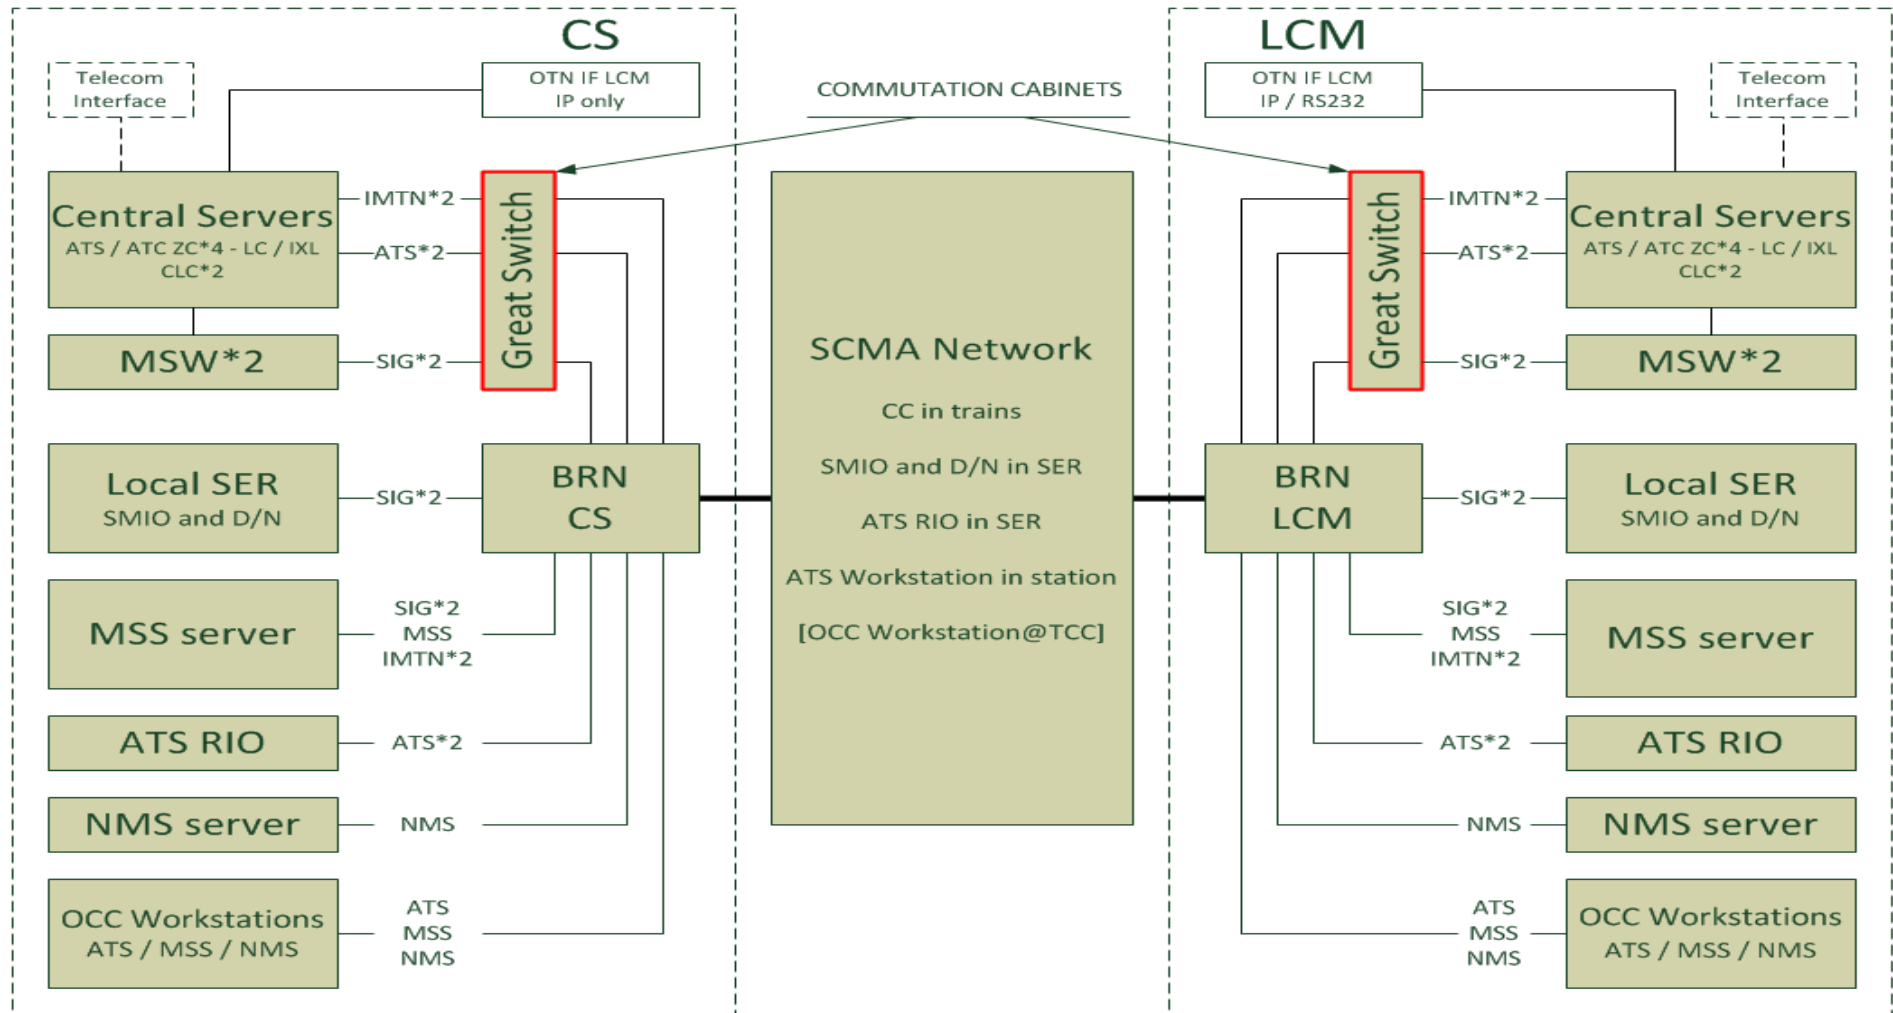 CS
Telecom
Interface
OTN IF LCM
IP only
Central Servers
ATS / ATC ZC*4 - LC / IXL
CLC*2
IMTN*2
ATS*2
Great Switch
MSW*2
SIG*2
Local SER
SMIO and D/N
SIG*2
BRN
CS
MSS server
SIG*2
MSS
IMTN*2
ATS RIO
ATS*2
NMS server
NMS
OCC Workstations
ATS / MSS / NMS
ATS
MSS
NMS
COMMUTATION CABINETS
SCMA Network
CC in trains
SMIO and D/N in SER
ATS RIO in SER
ATS Workstation in station
[OCC Workstation@TCC]
LCM
OTN IF LCM
IP / RS232
Telecom
Interface
Great Switch
IMTN*2
ATS*2
Central Servers
ATS / ATC ZC*4 - LC / IXL
CLC*2
SIG*2
MSW*2
BRN
LCM
SIG*2
Local SER
SMIO and D/N
SIG*2
MSS
IMTN*2
MSS server
ATS*2
ATS RIO
NMS
NMS server
ATS
MSS
NMS
OCC Workstations
ATS / MSS / NMS